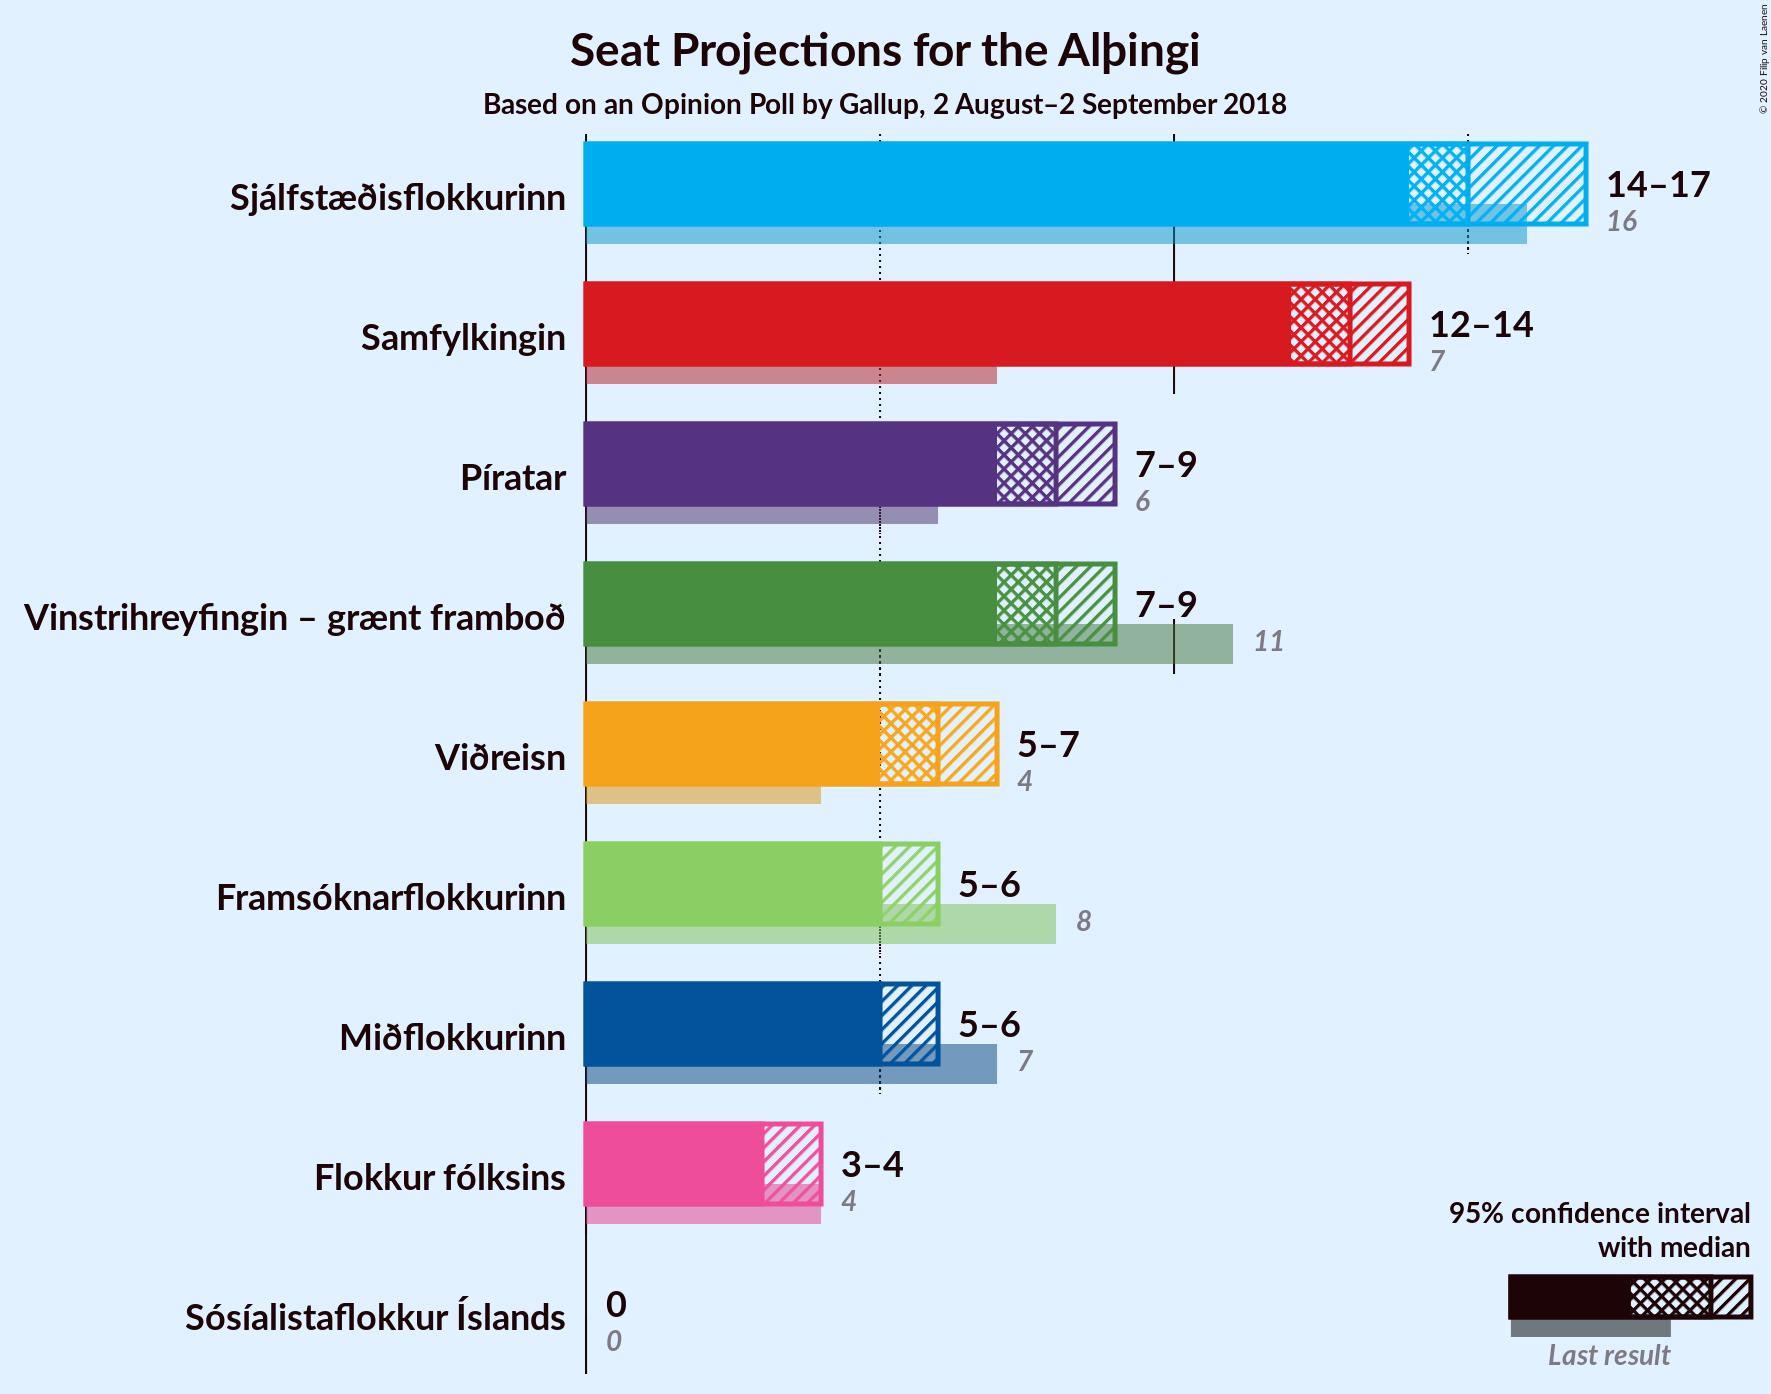 Seat Projections for the Alþingi
Based on an Opinion Poll by Gallup, 2 August–2 September 2018
© 2020 Filip van Laenen
Sjálfstæðisflokkurinn
14–17
16
Samfylkingin
12–14
7
Píratar
7–9
6
Vinstrihreyfingin – grænt framboð
7–9
11
Viðreisn
5–7
4
Framsóknarflokkurinn
5–6
8
Miðflokkurinn
5–6
7
Flokkur fólksins
3–4
4
Sósíalistaflokkur Íslands
0
0
95% confidence interval
with median
Last result